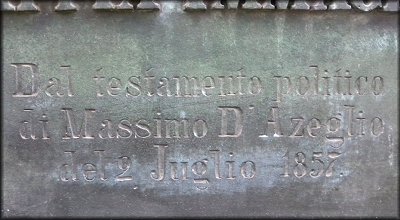 Dal testamento politico
di Massimo D'Azeglio
del 2 Juglio 1857.